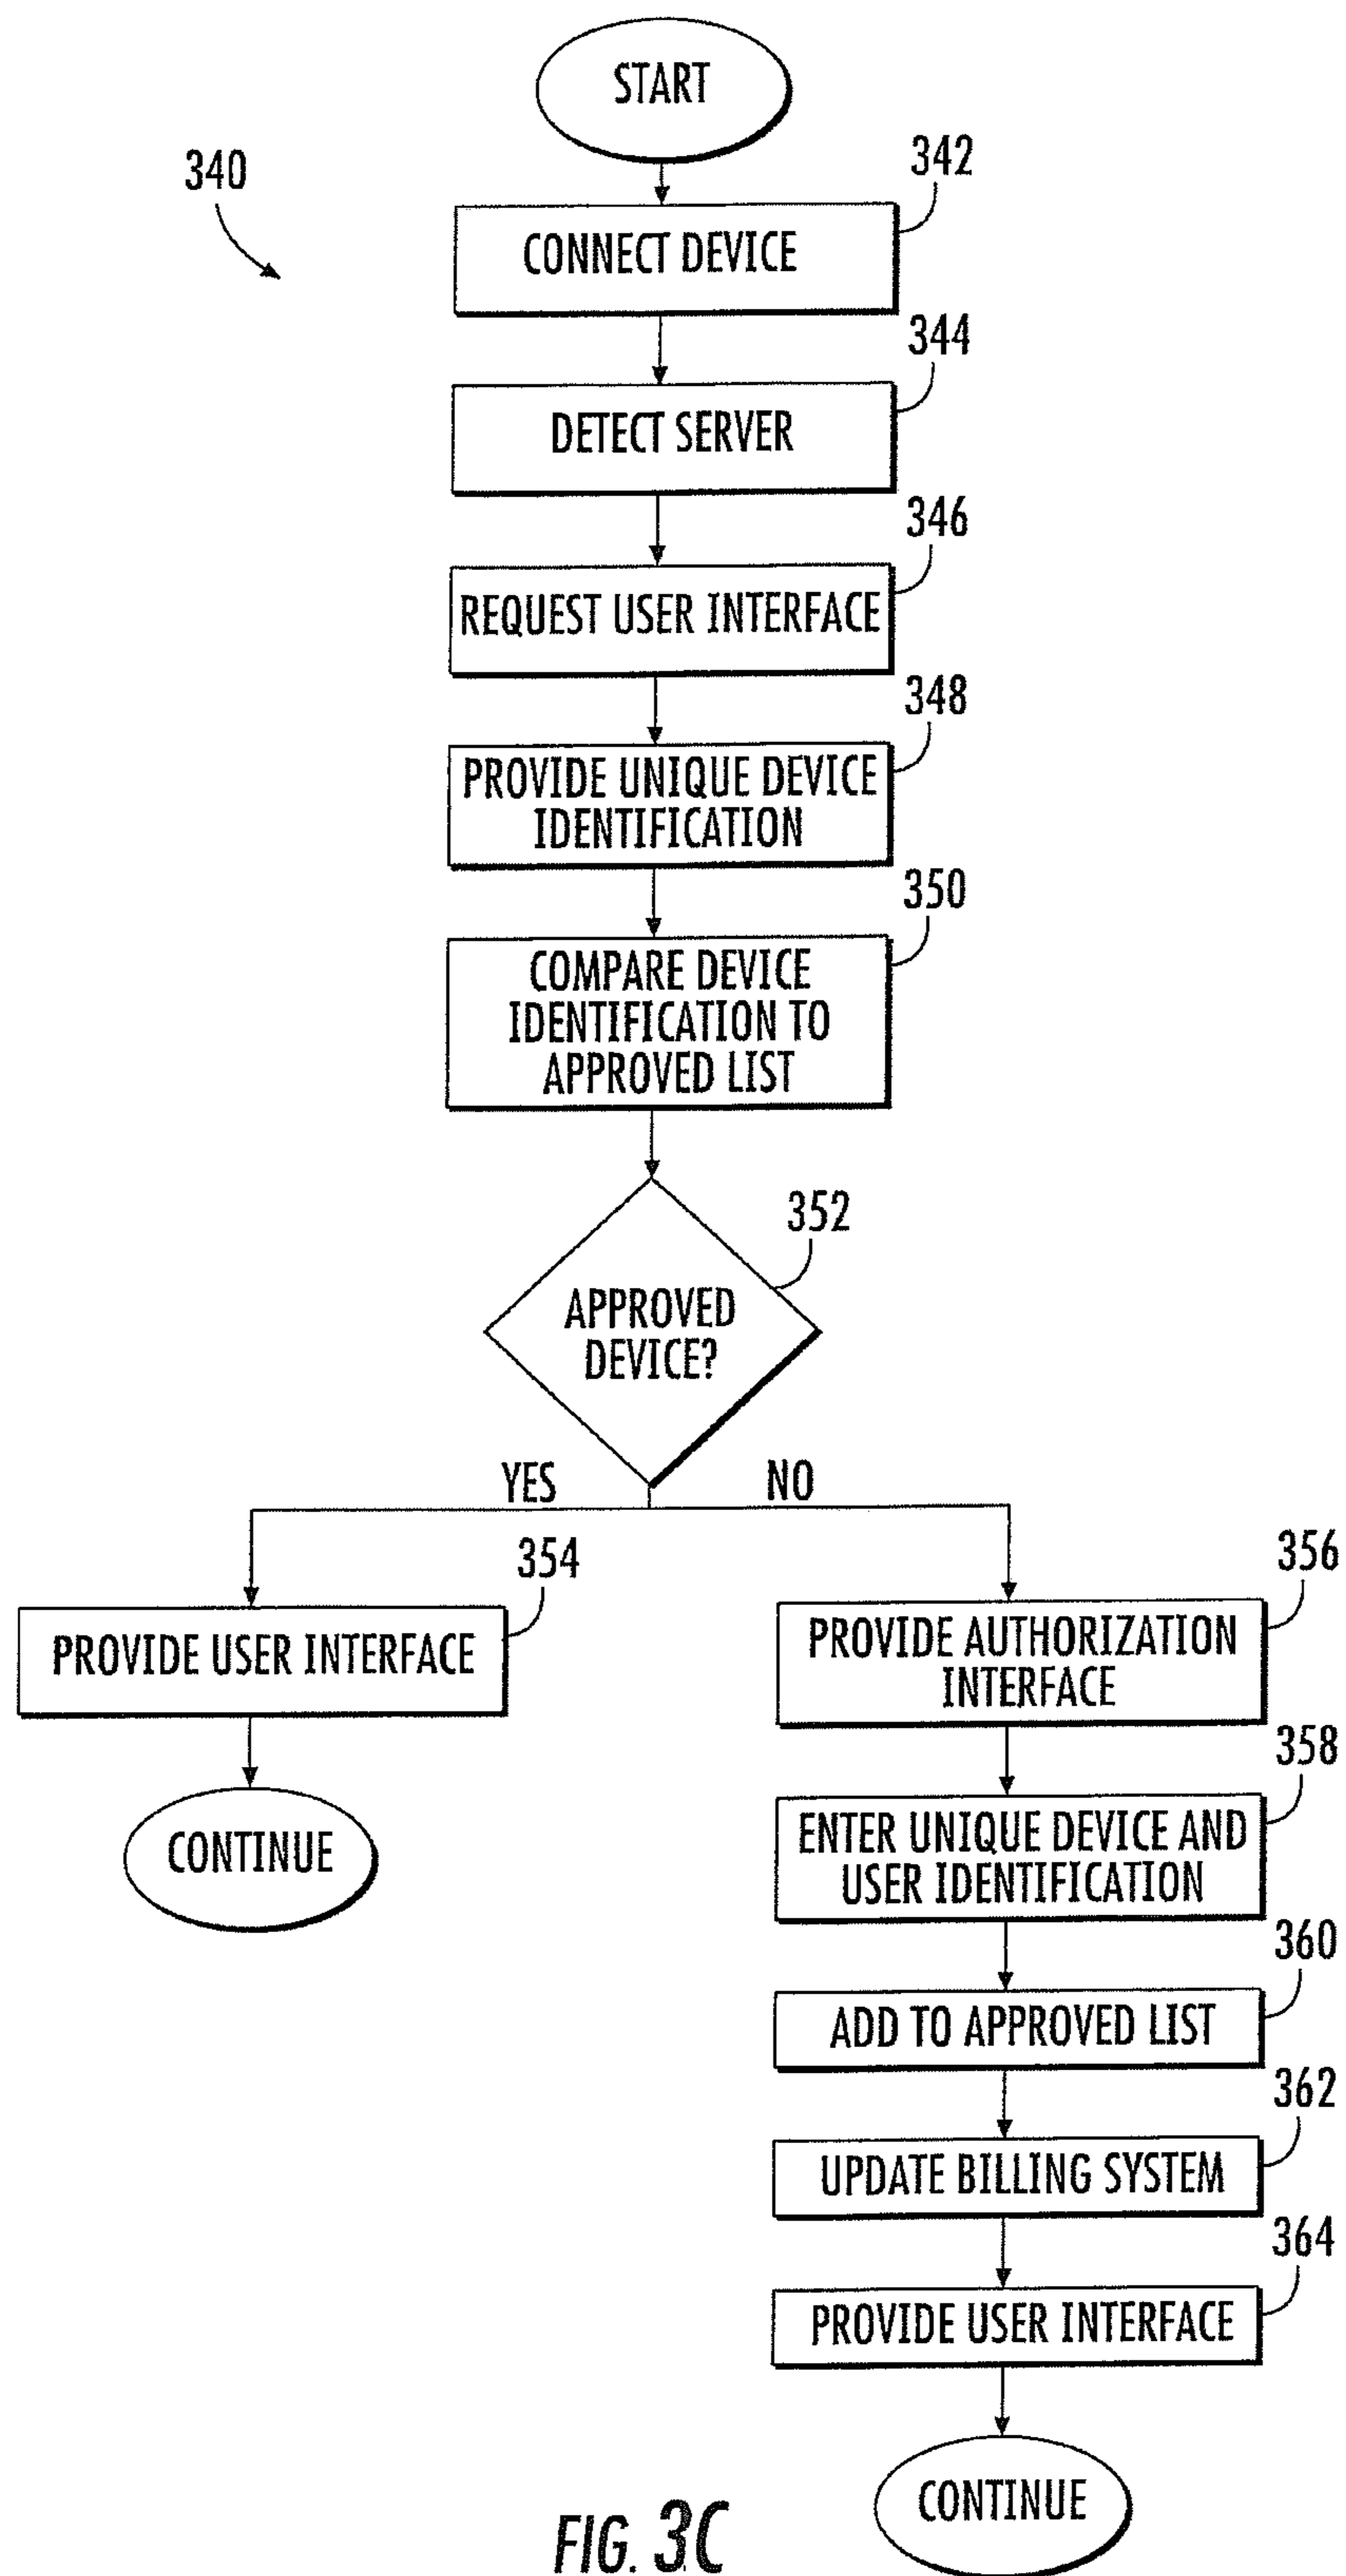 START
340
342
CONNECT DEVICE
344
DETECT SERVER
346
REQUEST USER INTERFACE
348
PROVIDE UNIQUE DEVICE
IDENTIFICATION
350
COMPARE DEVICE
IDENTIFICATION TO
APPROVED LIST
352
APPROVED
DEVICE?
YES
NO
354
PROVIDE USER INTERFACE
CONTINUE
356
PROVIDE AUTHORIZATION
INTERFACE
358
ENTER UNIQUE DEVICE AND
USER IDENTIFICATION
360
ADD TO APPROVED LIST
362
UPDATE BILLING SYSTEM
364
PROVIDE USER INTERFACE
CONTINUE
FIG. 3C